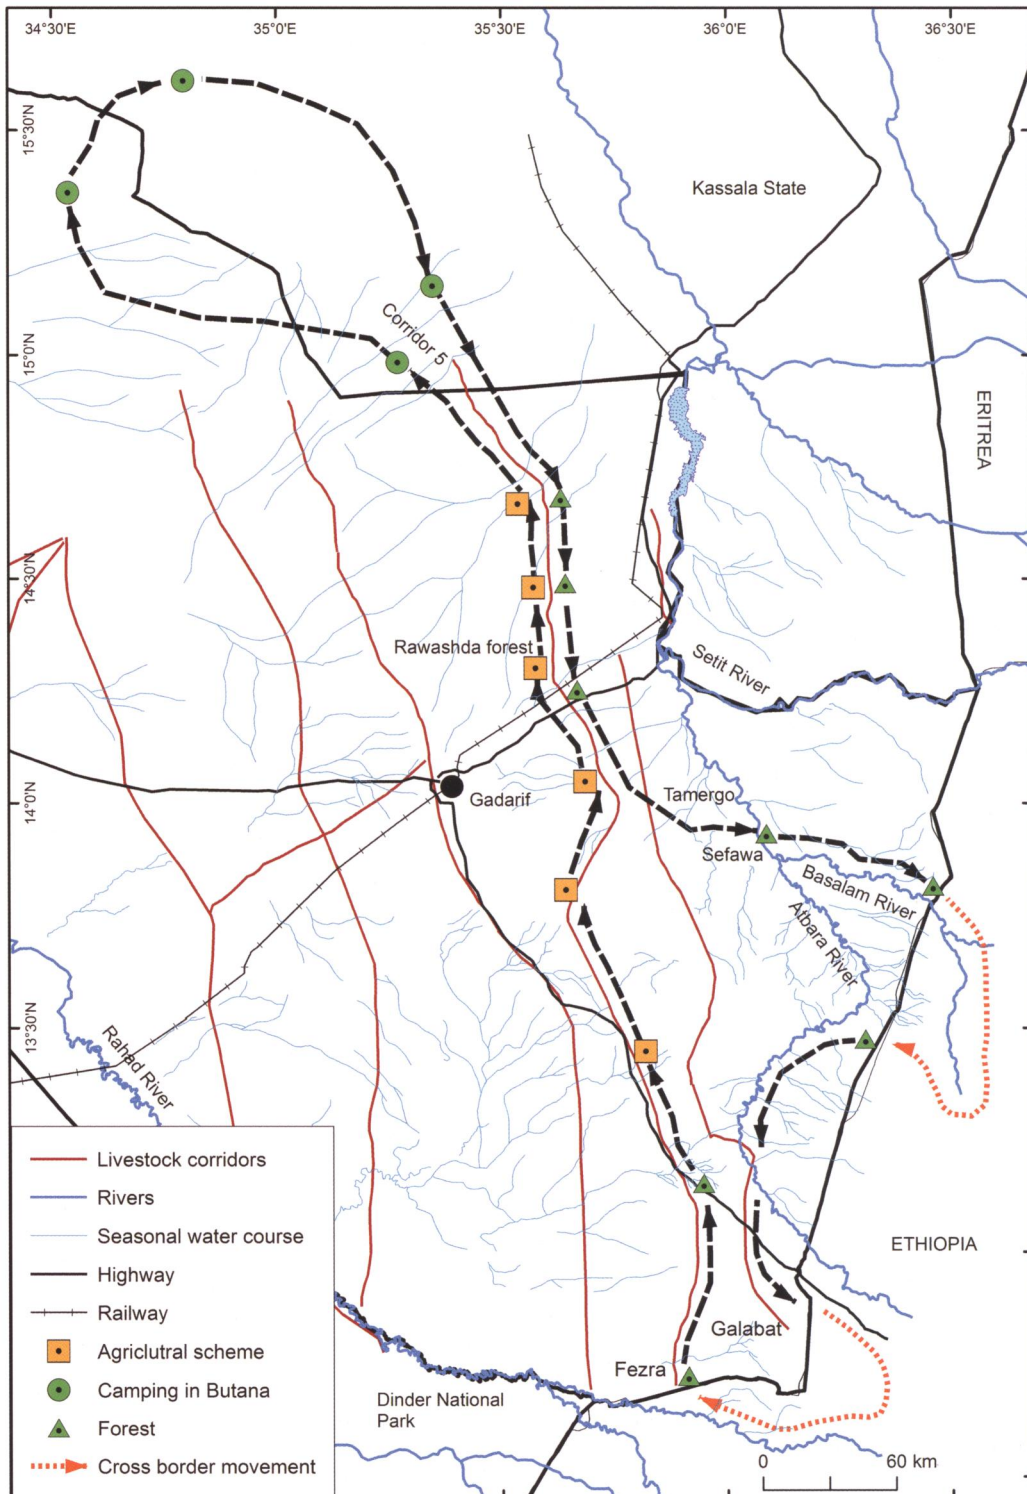 34°30'E
35°0'E
35°30'E
36°0'E
36°30'E
15°30'N
15°0'N
14°30'N
14°0'N
13°30'N
Kassala State
Corridor 5
ERITREA
Rawashda forest
Setit River
Gadarif
Tamergo
Sefawa
Basalam River
Atbara River
Rahad River
ETHIOPIA
Galabat
Fezra
Dinder National
Park
Livestock corridors
Rivers
Seasonal water course
Highway
Railway
Agriclutral scheme
Camping in Butana
Forest
Cross border movement
0 60 km